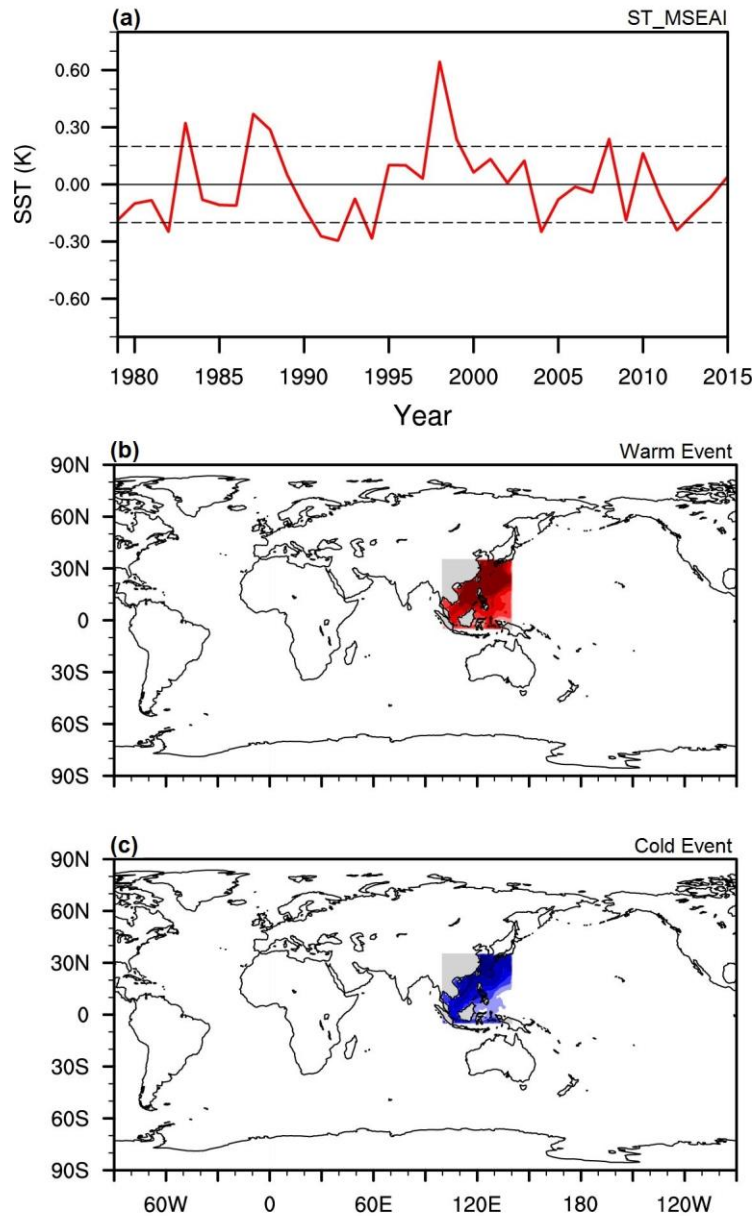 (a) ST_MSEAI
0.60
0.30
0.00
-0.30
-0.60
SST (K)
1980 1985 1990 1995 2000 2005 2010 2015
Year
(b) Warm Event
90N
60N
30N
0
30S
60S
90S
(c) Cold Event
90N
60N
30N
0
30S
60S
90S
60W 0 60E 120E 180 120W